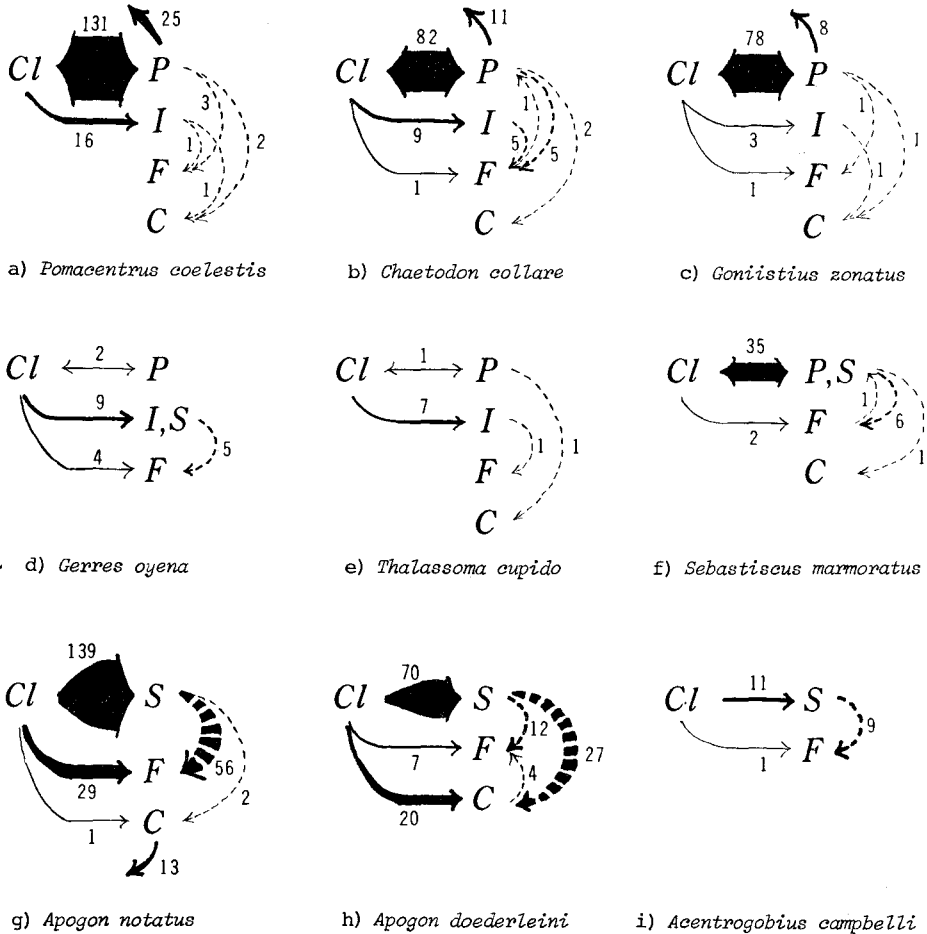 131 25
Cl P
3
I
16 1 2
F
1
C
a) Pomacentrus coelestis
82 11
Cl P
1 2
I
9 5 5
F
1
C
b) Chaetodon collare
78 8
Cl P
1
I
3 1
F
1 1
C
c) Goniistius zonatus
2
Cl P
9
I,S
4 5
F
d) Gerres oyena
1
Cl P
7
I
1 1
F
C
e) Thalassoma cupido
35
Cl P,S
1
F
2 6
1
C
f) Sebastiscus marmoratus
139
Cl S
F
29 56
2
1 C
13
g) Apogon notatus
70
Cl S
12
F
7 27
4
C
20
h) Apogon doederleini
11
Cl S
9
F
1
i) Acentrogobius campbelli